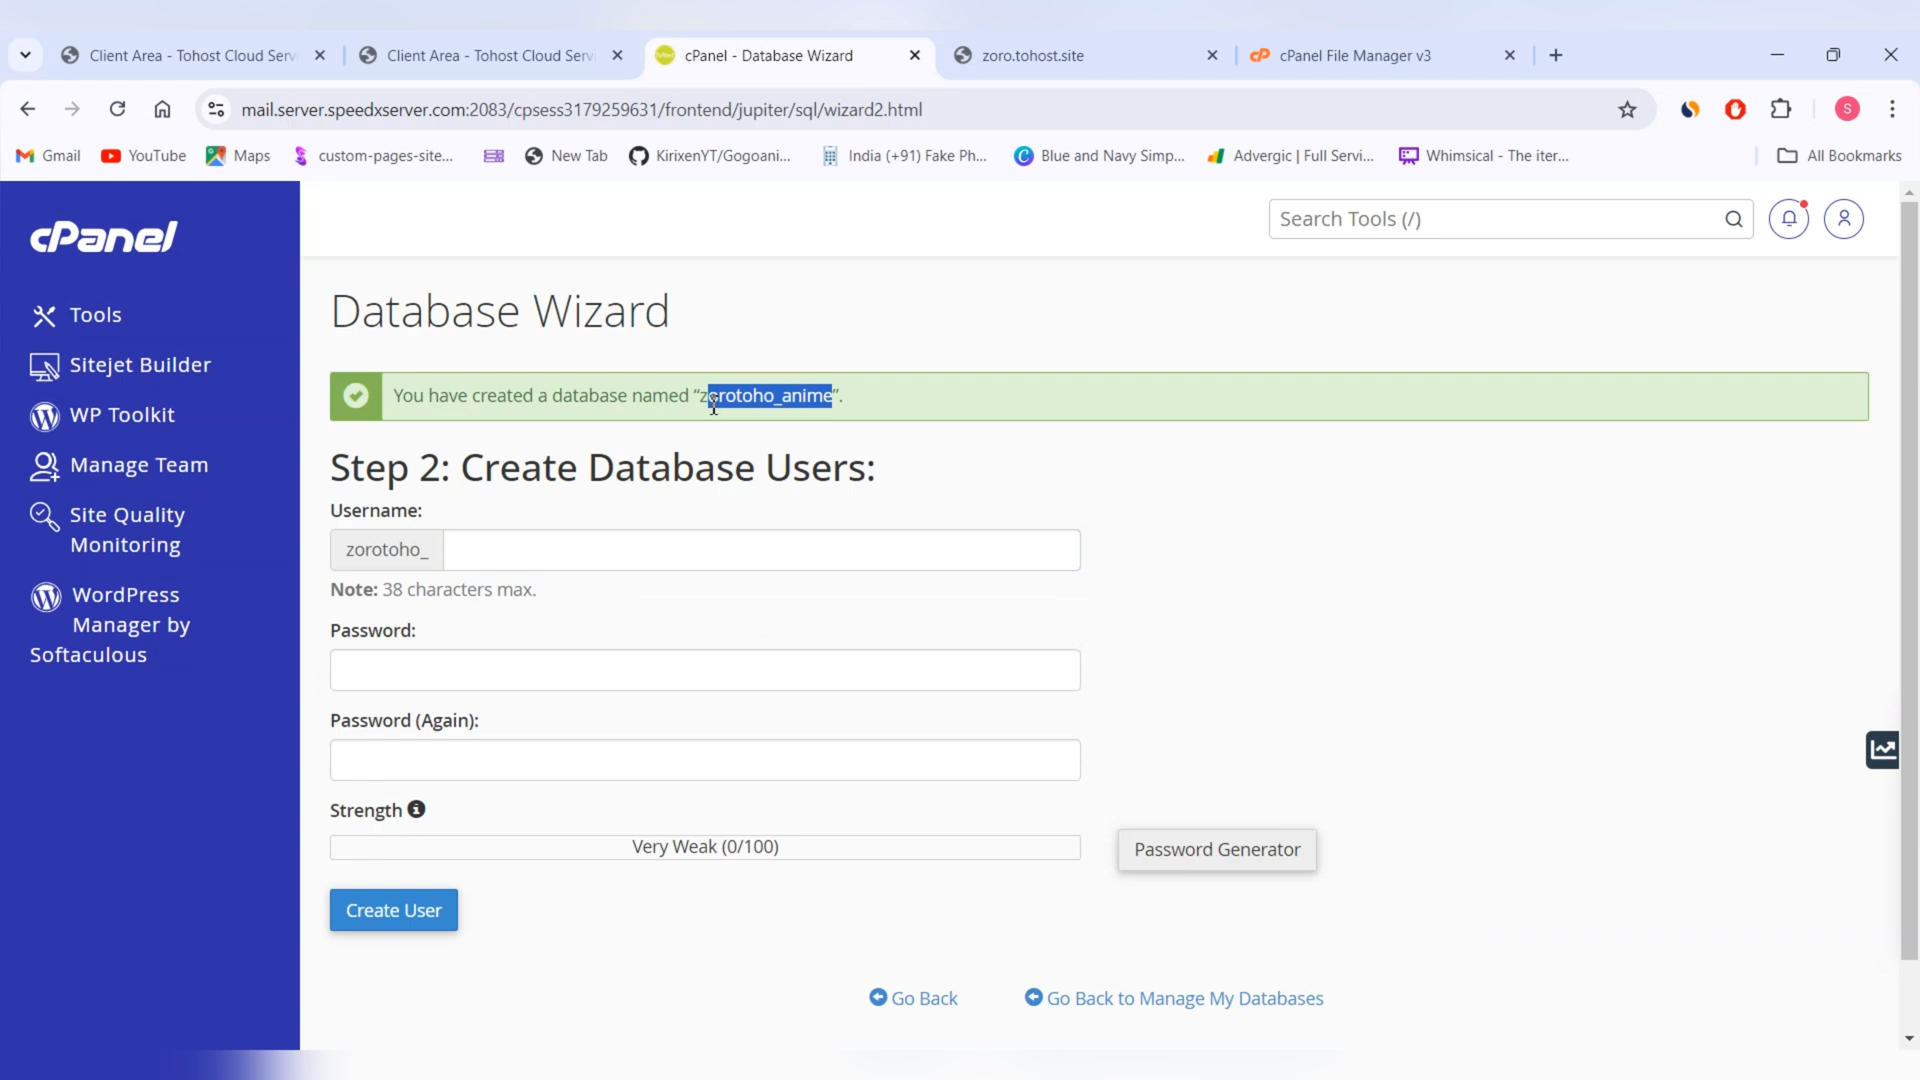 Client Area - Tohost Cloud Serv
Client Area - Tohost Cloud Servi
cPanel - Database Wizard
zoro.tohost.site
cPanel File Manager v3
mail.server.speedxserver.com:2083/cpsess3179259631/frontend/jupiter/sql/wizard2.html
S
Gmail
YouTube
Maps
custom-pages-site...
New Tab
KirixenYT/Gogoani...
India (+91) Fake Ph...
Blue and Navy Simp...
Advergic | Full Servi...
Whimsical - The iter...
All Bookmarks
cPanel
Search Tools (/)
Tools
Sitejet Builder
WP Toolkit
Manage Team
Site Quality
Monitoring
WordPress
Manager by
Softaculous
Database Wizard
You have created a database named “zorotoho_anime”.
Step 2: Create Database Users:
Username:
zorotoho_
Note: 38 characters max.
Password:
Password (Again):
Strength
Very Weak (0/100)
Password Generator
Create User
Go Back
Go Back to Manage My Databases